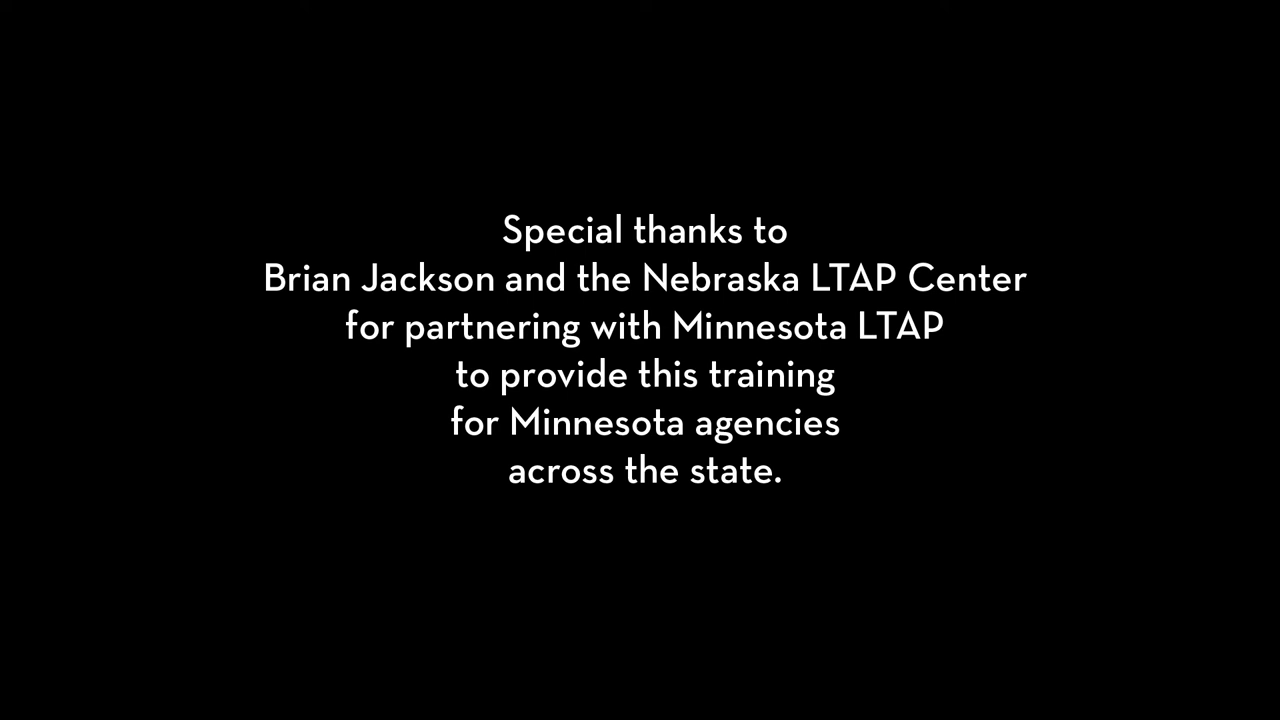 Special thanks to
Brian Jackson and the Nebraska LTAP Center
for partnering with Minnesota LTAP
to provide this training
for Minnesota agencies
across the state.